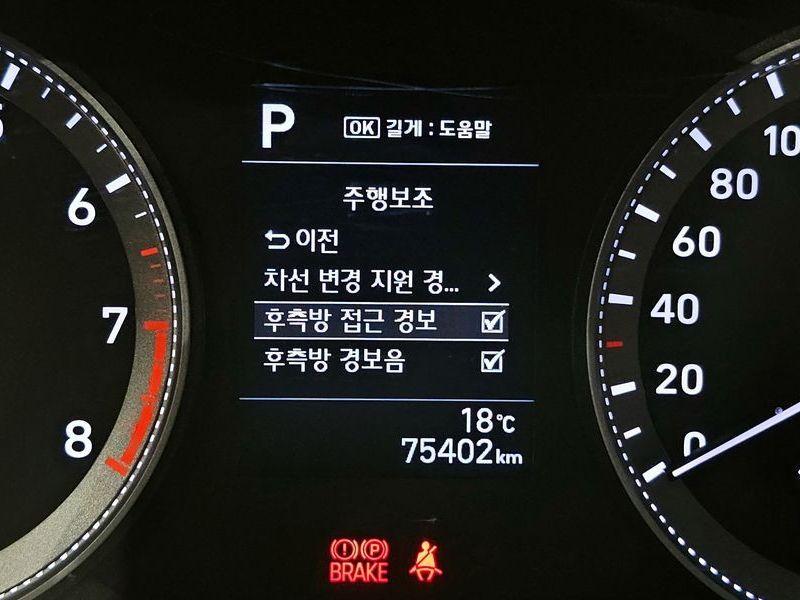 P OK 길게 : 도움말
주행보조
이전
차선 변경 지원 경...
후측방 접근 경보
후측방 경보음
18°C
75402km
BRAKE
P
6
7
8
100
80
60
40
20
0